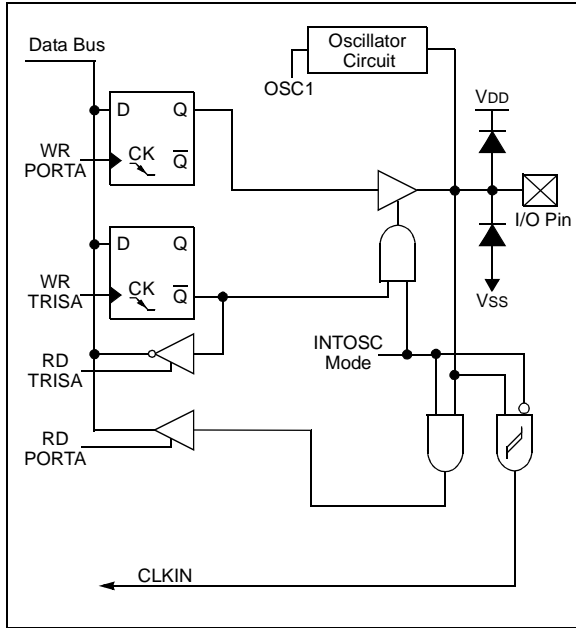 Data Bus
Oscillator
Circuit
OSC1
VDD
D Q
WR
PORTA
CK
Q̅
I/O Pin
D Q
WR
TRISA
CK
Q̅
VSS
INTOSC
Mode
RD
TRISA
RD
PORTA
CLKIN